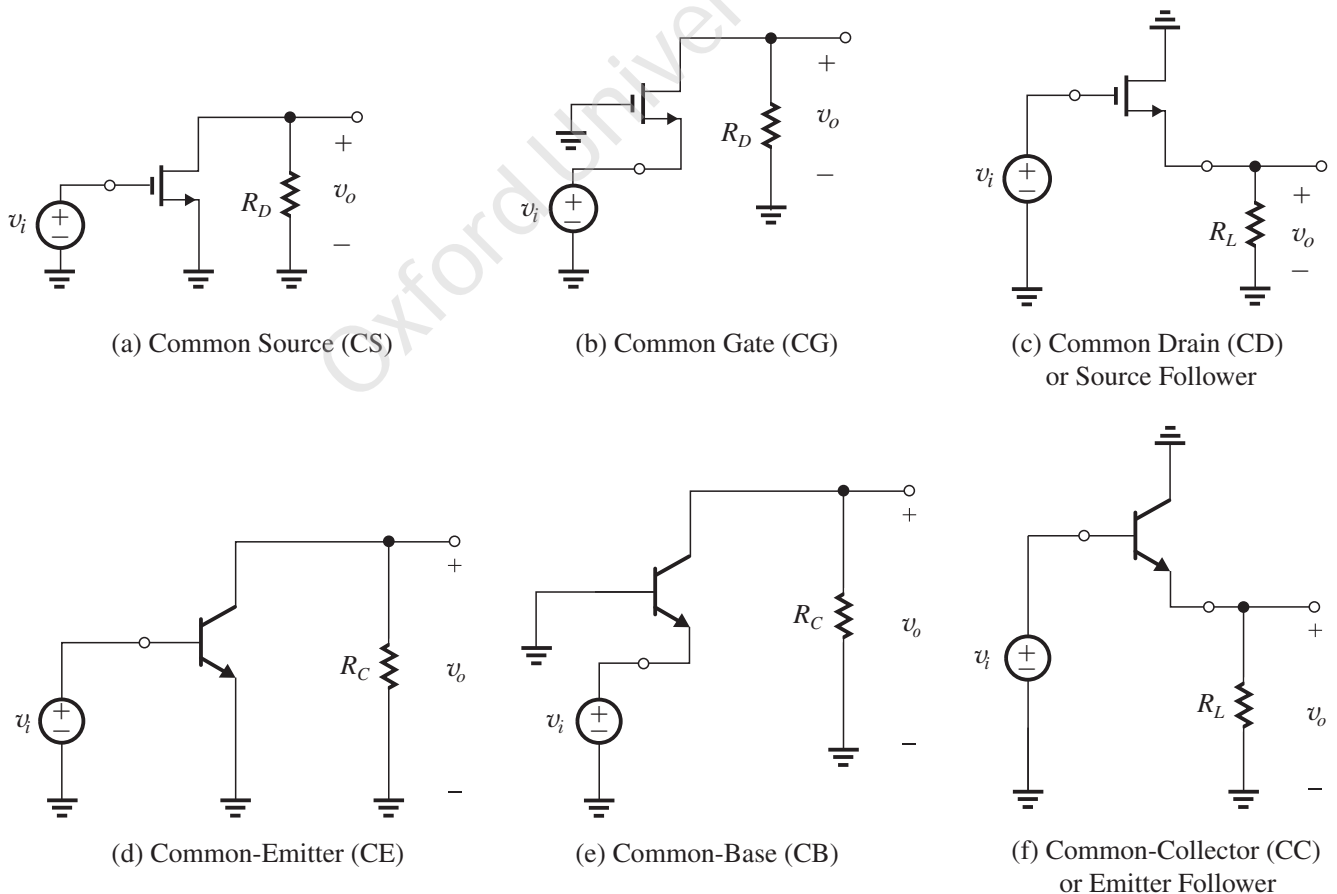 Oxford Univer
v_i
+
−
R_D
+
v_o
−
(a) Common Source (CS)
v_i
+
−
R_D
+
v_o
−
(b) Common Gate (CG)
v_i
+
−
R_L
+
v_o
−
(c) Common Drain (CD)
or Source Follower
v_i
+
−
R_C
+
v_o
−
(d) Common-Emitter (CE)
v_i
+
−
R_C
+
v_o
−
(e) Common-Base (CB)
v_i
+
−
R_L
+
v_o
−
(f) Common-Collector (CC)
or Emitter Follower